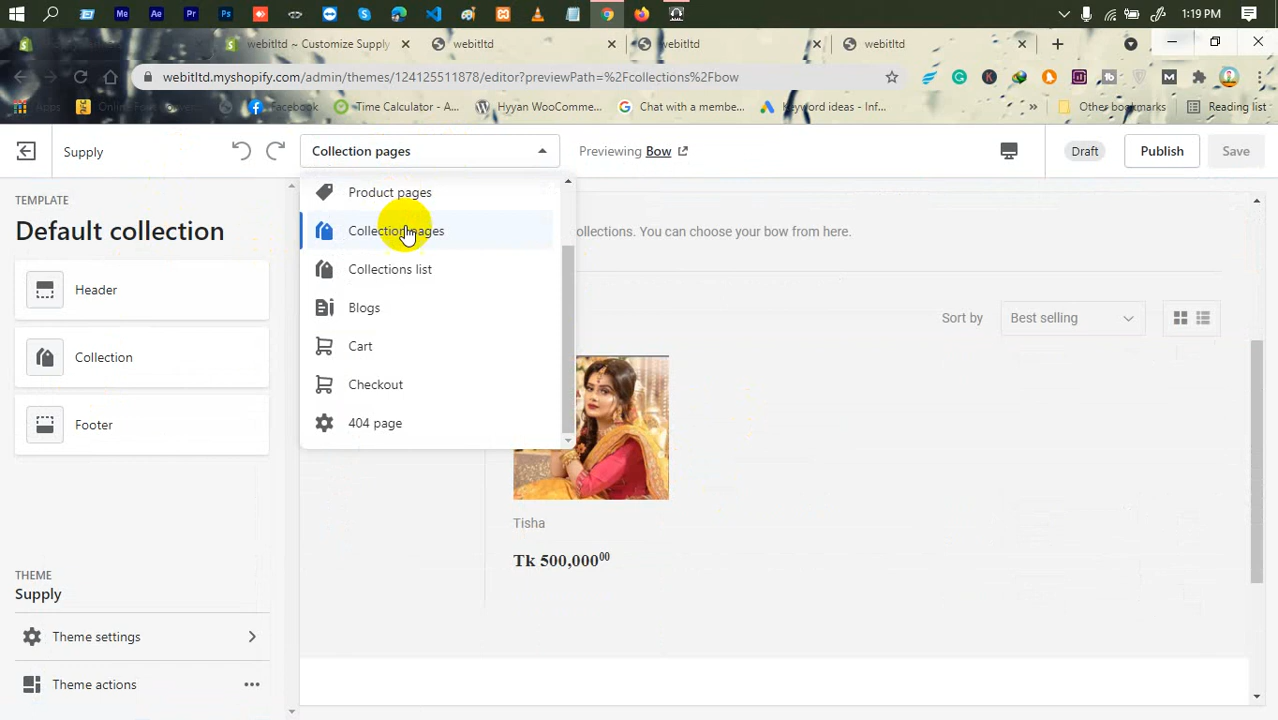 1:19 PM
webitltd ~ Customize Supply
webitltd
webitltd
webitltd
webitltd.myshopify.com/admin/themes/124125511878/editor?previewPath=%2Fcollections%2Fbow
Apps
Facebook
Time Calculator - A...
Hyyan WooComme...
Chat with a membe...
Keyword ideas - Inf...
Other bookmarks
Reading list
Supply
Collection pages
Previewing Bow
Draft
Publish
Save
TEMPLATE
Default collection
Header
Collection
Footer
THEME
Supply
Theme settings
Theme actions
Product pages
Collection pages
Collections list
Blogs
Cart
Checkout
404 page
ollections. You can choose your bow from here.
Sort by
Best selling
Tisha
Tk 500,000⁰⁰